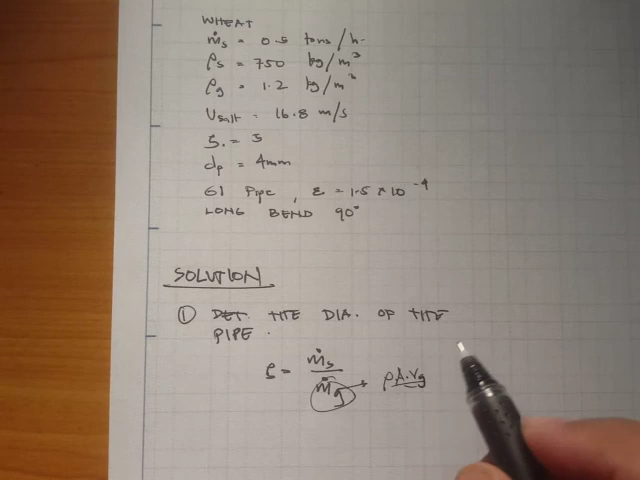 WHEAT
ṁs = 0.5 tons/h.
ρs = 750 kg/m³
ρg = 1.2 kg/m³
Vsalt = 16.8 m/s
ξ. = 5
dp = 4mm
GI Pipe, ε = 1.5 × 10⁻⁴
LONG BEND 90°
SOLUTION
① DET. THE DIA. OF THE
PIPE.
ξ = ṁs / ṁg → ρA.Vg